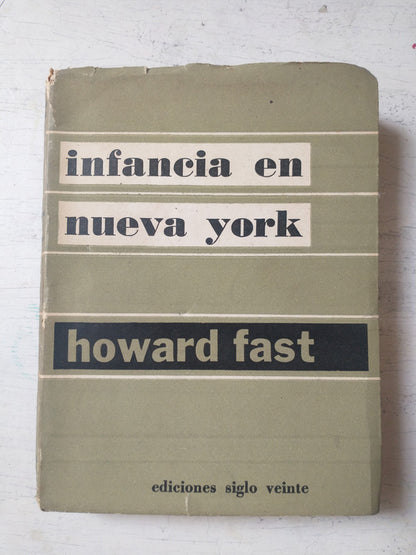 infancia en
nueva york
howard fast
ediciones siglo veinte